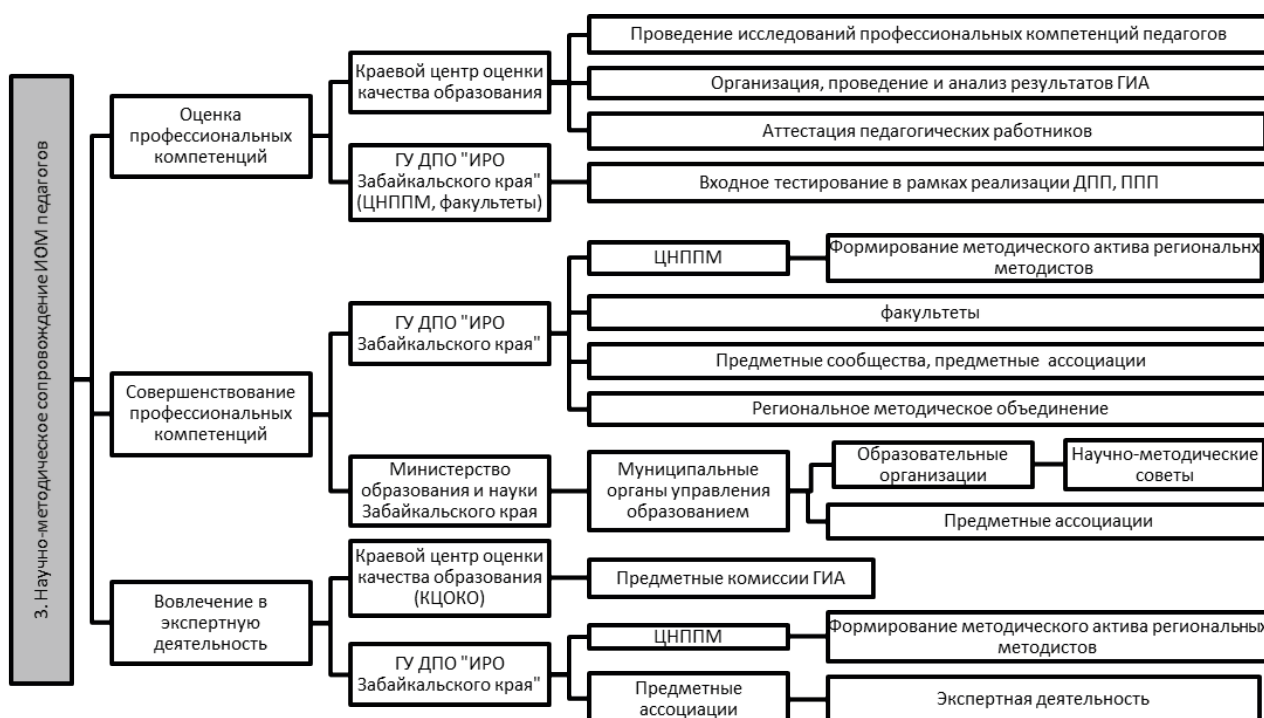 3. Научно-методическое сопровождение ИОМ педагогов
Оценка
профессиональных
компетенций
Краевой центр оценки
качества образования
Проведение исследований профессиональных компетенций педагогов
Организация, проведение и анализ результатов ГИА
Аттестация педагогических работников
ГУ ДПО "ИРО
Забайкальского края"
(ЦНППМ, факультеты)
Входное тестирование в рамках реализации ДПП, ППП
Совершенствование
профессиональных
компетенций
ГУ ДПО "ИРО
Забайкальского края"
ЦНППМ
Формирование методического актива региональнх
методистов
факультеты
Предметные сообщества, предметные ассоциации
Региональное методическое объединение
Министерство
образования и науки
Забайкальского края
Муниципальные
органы управления
образованием
Образовательные
организации
Научно-методические
советы
Предметные ассоциации
Вовлечение в
экспертную
деятельность
Краевой центр оценки
качества образования
(КЦОКО)
Предметные комиссии ГИА
ГУ ДПО "ИРО
Забайкальского края"
ЦНППМ
Формирование методического актива региональных
методистов
Предметные
ассоциации
Экспертная деятельность